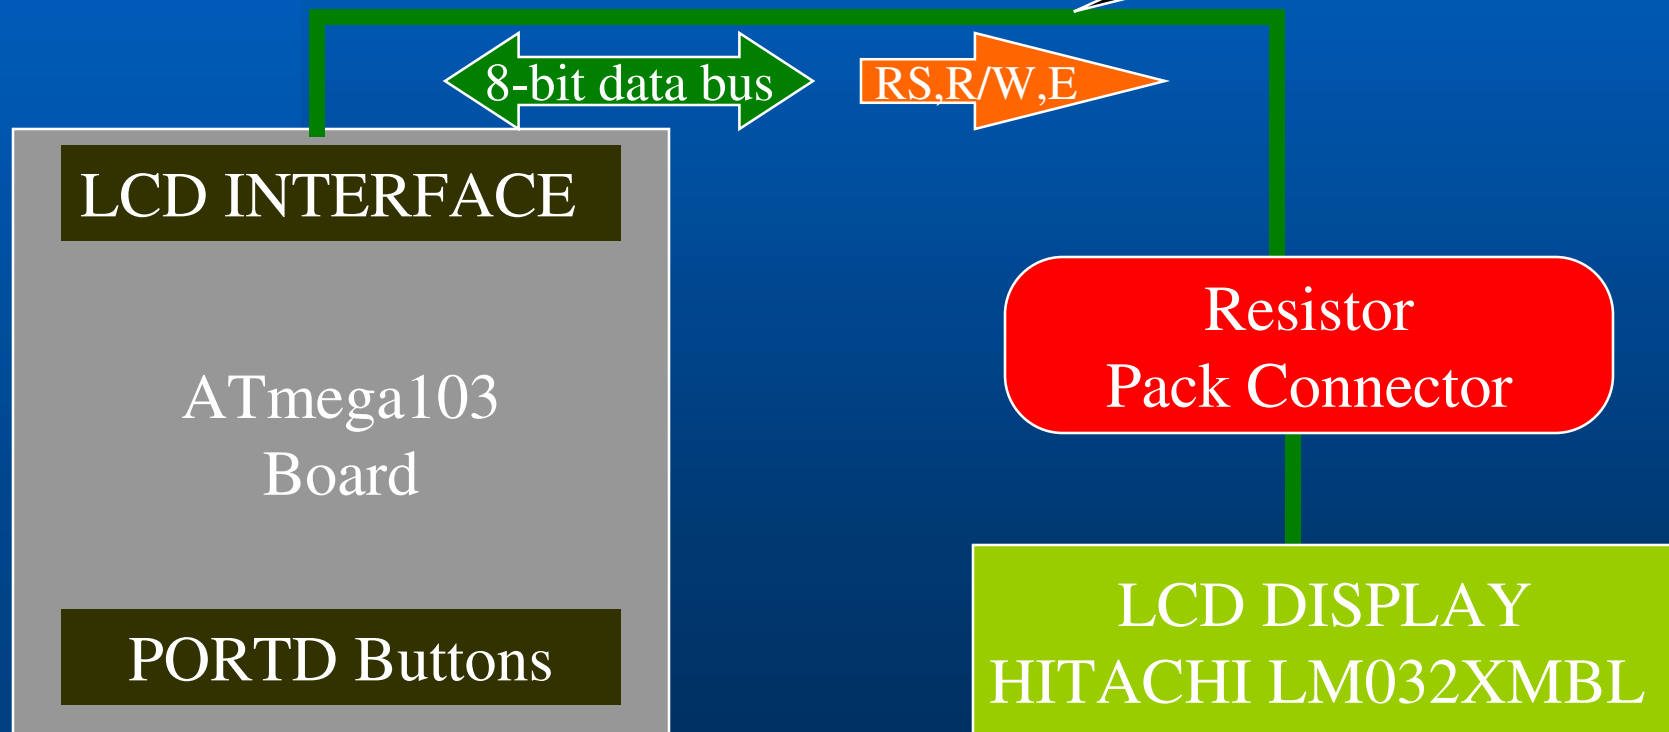 8-bit data bus
RS,R/W,E
LCD INTERFACE
ATmega103
Board
PORTD Buttons
Resistor
Pack Connector
LCD DISPLAY
HITACHI LM032XMBL